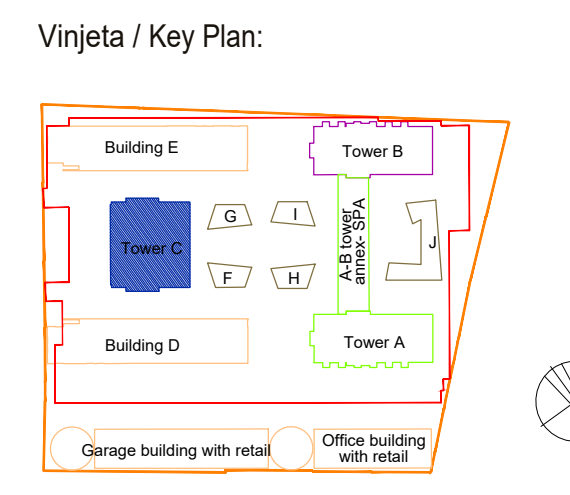 Vinjeta / Key Plan:
Building E
Tower B
G
I
A-B tower
annex- SPA
J
Tower C
F
H
Building D
Tower A
Garage building with retail
Office building
with retail